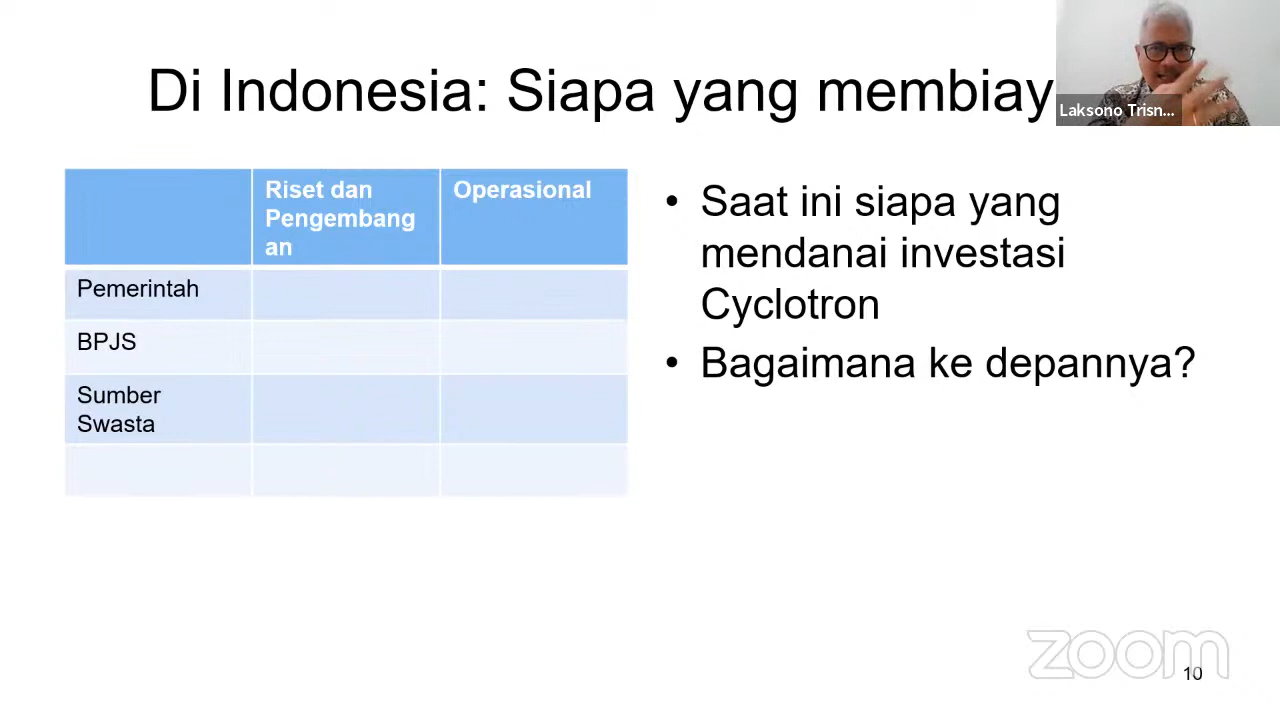 Di Indonesia: Siapa yang membiay
Laksono Trisn...
Riset dan
Pengembang
an
Operasional
Pemerintah
BPJS
Sumber
Swasta
• Saat ini siapa yang
mendanai investasi
Cyclotron
• Bagaimana ke depannya?
zoom
10